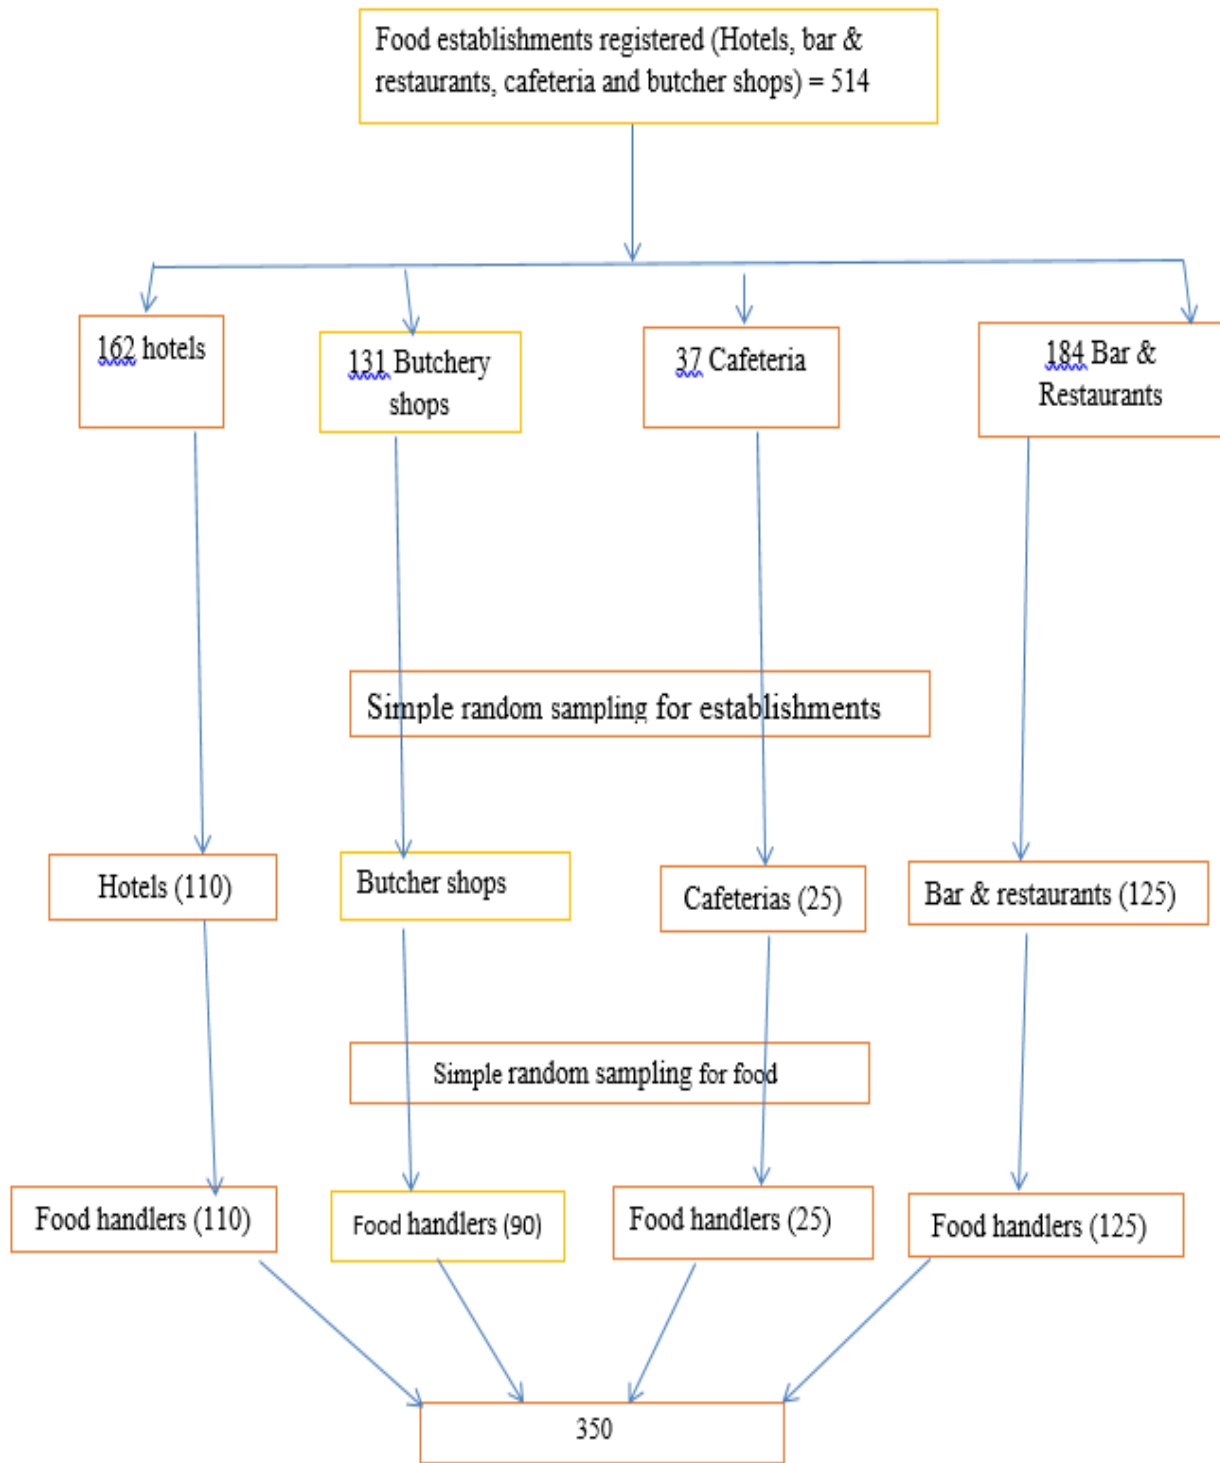 Food establishments registered (Hotels, bar &
restaurants, cafeteria and butcher shops) = 514
162 hotels
131 Butchery
shops
37 Cafeteria
184 Bar &
Restaurants
Simple random sampling for establishments
Hotels (110)
Butcher shops
Cafeterias (25)
Bar & restaurants (125)
Simple random sampling for food
Food handlers (110)
Food handlers (90)
Food handlers (25)
Food handlers (125)
350